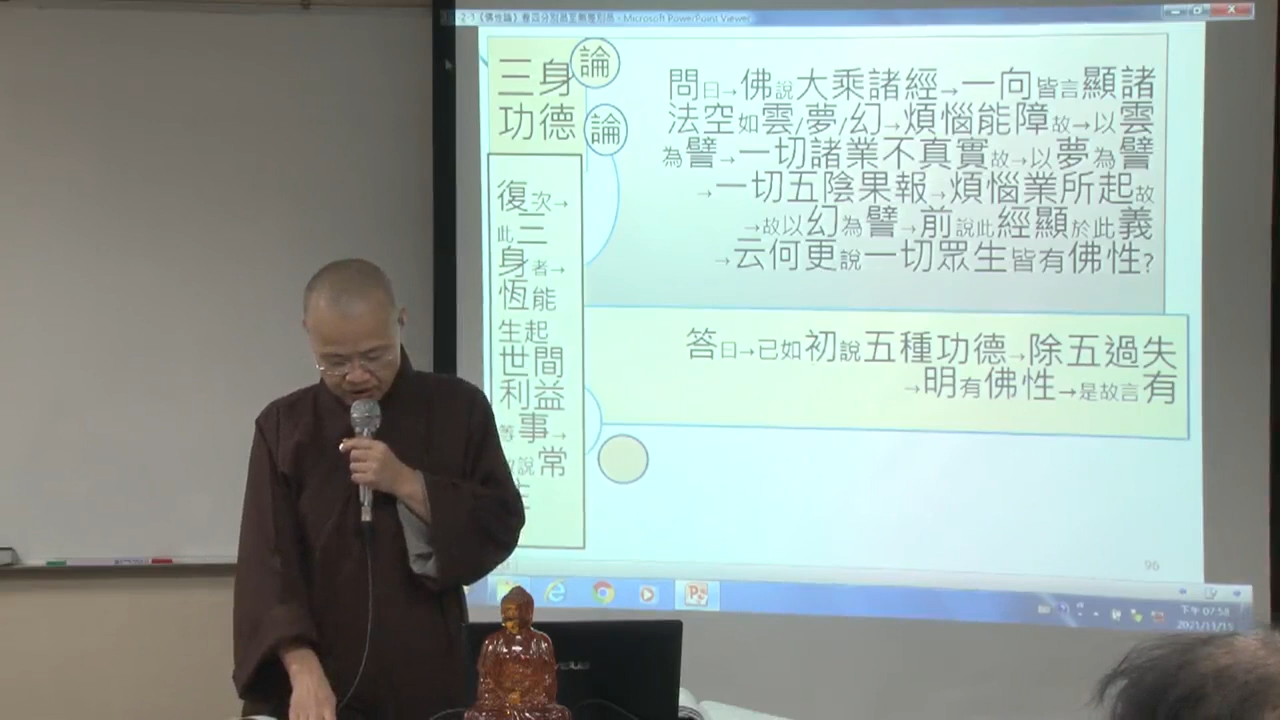 -2-3《佛性論》卷四分別品至無差別品 - Microsoft PowerPoint Viewer
三身
功德
論
論
問曰→佛說大乘諸經→一向皆言顯諸
法空如雲/夢/幻→煩惱能障故→以雲
為譬→一切諸業不真實故→以夢為譬
→一切五陰果報→煩惱業所起故
→故以幻為譬→前說此經顯於此義
→云何更說一切眾生皆有佛性?
復次→
此三
身者→
恆能
生起
世間
利益
等事→
說常
答曰→已如初說五種功德→除五過失
→明有佛性→是故言有
96
下午 07:58
2021/11/15